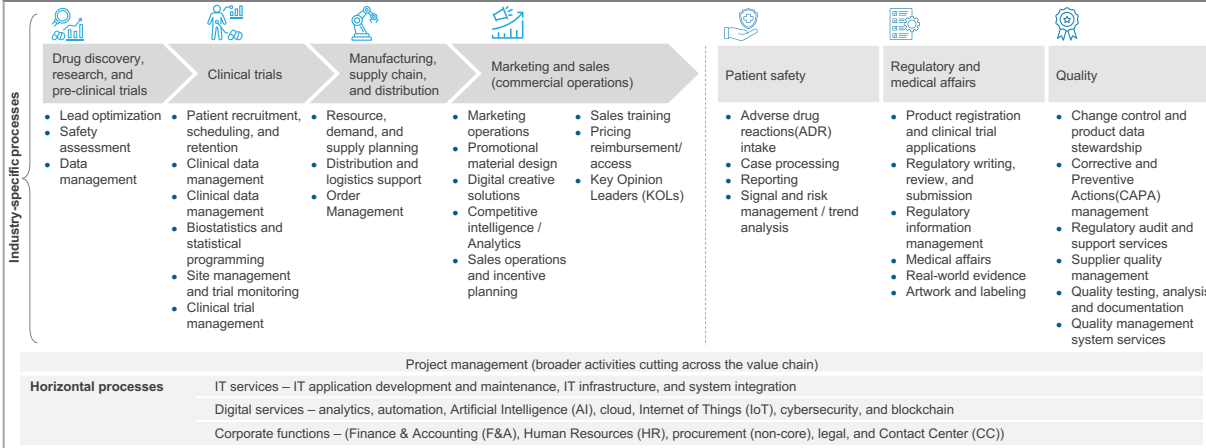 Industry-specific processes
Drug discovery,
research, and
pre-clinical trials
Clinical trials
Manufacturing,
supply chain,
and distribution
Marketing and sales
(commercial operations)
Patient safety
Regulatory and
medical affairs
Quality
• Lead optimization
• Safety
assessment
• Data
management
• Patient recruitment,
scheduling, and
retention
• Clinical data
management
• Clinical data
management
• Biostatistics and
statistical
programming
• Site management
and trial monitoring
• Clinical trial
management
• Resource,
demand, and
supply planning
• Distribution and
logistics support
• Order
Management
• Marketing
operations
• Promotional
material design
• Digital creative
solutions
• Competitive
intelligence /
Analytics
• Sales operations
and incentive
planning
• Sales training
• Pricing
reimbursement/
access
• Key Opinion
Leaders (KOLs)
• Adverse drug
reactions(ADR)
intake
• Case processing
• Reporting
• Signal and risk
management / trend
analysis
• Product registration
and clinical trial
applications
• Regulatory writing,
review, and
submission
• Regulatory
information
management
• Medical affairs
• Real-world evidence
• Artwork and labeling
• Change control and
product data
stewardship
• Corrective and
Preventive
Actions(CAPA)
management
• Regulatory audit and
support services
• Supplier quality
management
• Quality testing, analysis
and documentation
• Quality management
system services
Project management (broader activities cutting across the value chain)
Horizontal processes
IT services – IT application development and maintenance, IT infrastructure, and system integration
Digital services – analytics, automation, Artificial Intelligence (AI), cloud, Internet of Things (IoT), cybersecurity, and blockchain
Corporate functions – (Finance & Accounting (F&A), Human Resources (HR), procurement (non-core), legal, and Contact Center (CC))